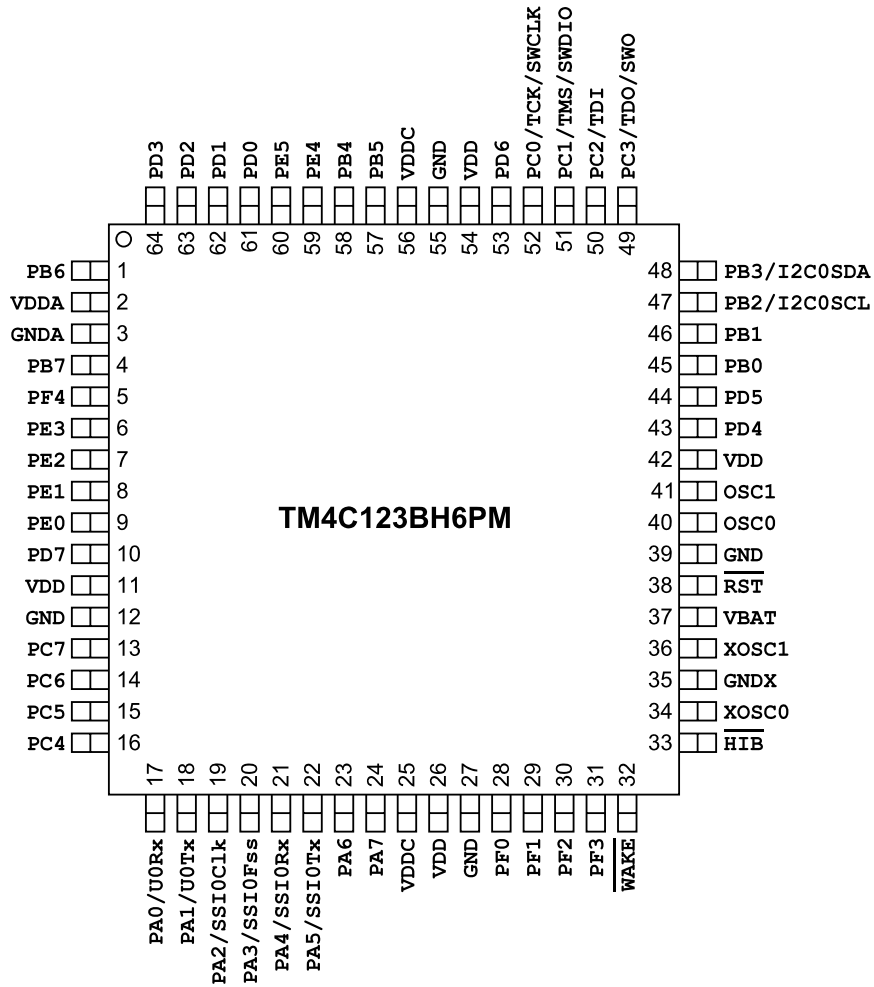 PC0/TCK/SWCLK
PC1/TMS/SWDIO
PC2/TDI
PC3/TDO/SWO
PD3
PD2
PD1
PD0
PE5
PE4
PB4
PB5
VDDC
GND
VDD
PD6
64
63
62
61
60
59
58
57
56
55
54
53
52
51
50
49
PB6 1
VDDA 2
GNDA 3
PB7 4
PF4 5
PE3 6
PE2 7
PE1 8
PE0 9
PD7 10
VDD 11
GND 12
PC7 13
PC6 14
PC5 15
PC4 16
TM4C123BH6PM
48 PB3/I2C0SDA
47 PB2/I2C0SCL
46 PB1
45 PB0
44 PD5
43 PD4
42 VDD
41 OSC1
40 OSC0
39 GND
38 RST
37 VBAT
36 XOSC1
35 GNDX
34 XOSC0
33 HIB
17
18
19
20
21
22
23
24
25
26
27
28
29
30
31
32
PA0/U0Rx
PA1/U0Tx
PA2/SSI0Clk
PA3/SSI0Fss
PA4/SSI0Rx
PA5/SSI0Tx
PA6
PA7
VDDC
VDD
GND
PF0
PF1
PF2
PF3
WAKE